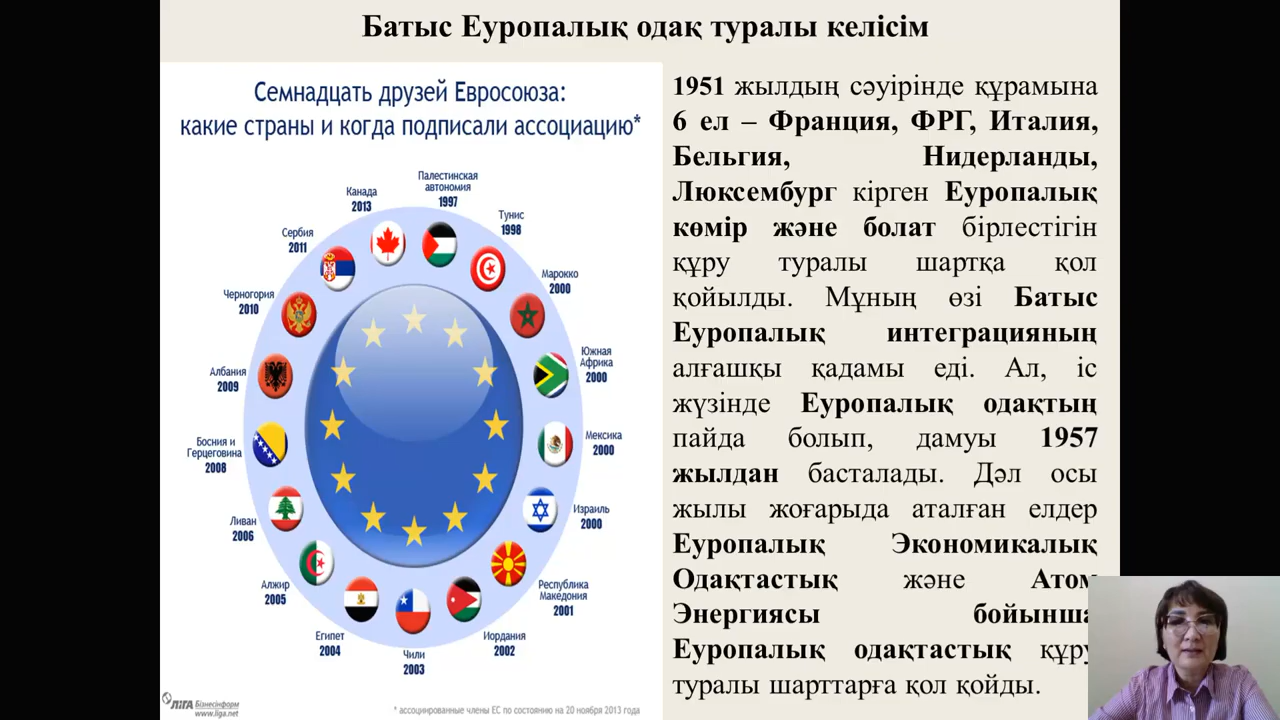 Батыс Еуропалық одақ туралы келісім
Семнадцать друзей Евросоюза:
какие страны и когда подписали ассоциацию*
Палестинская
автономия
1997
Тунис
1998
Марокко
2000
Южная
Африка
2000
Мексика
2000
Израиль
2000
Республика
Македония
2001
Иордания
2002
Чили
2003
Египет
2004
Алжир
2005
Ливан
2006
Босния и
Герцеговина
2008
Албания
2009
Черногория
2010
Сербия
2011
Канада
2013
ЛІГА Бізнесінформ
www.liga.net
* ассоциированные члены ЕС по состоянию на 20 ноября 2013 года
1951 жылдың сәуірінде құрамына
6 ел – Франция, ФРГ, Италия,
Бельгия, Нидерланды,
Люксембург кірген Еуропалық
көмір және болат бірлестігін
құру туралы шартқа қол
қойылды. Мұның өзі Батыс
Еуропалық интеграцияның
алғашқы қадамы еді. Ал, іс
жүзінде Еуропалық одақтың
пайда болып, дамуы 1957
жылдан басталады. Дәл осы
жылы жоғарыда аталған елдер
Еуропалық Экономикалық
Одақтастық және Атом
Энергиясы бойынша
Еуропалық одақтастық құру
туралы шарттарға қол қойды.